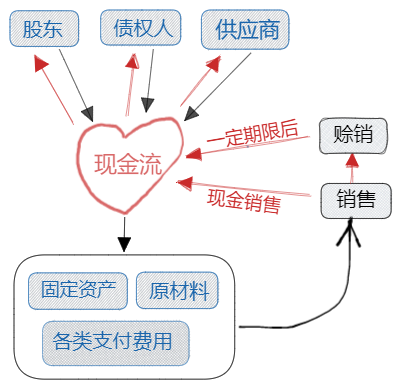 股东
债权人
供应商
一定期限后
赊销
现金流
现金销售
销售
固定资产
原材料
各类支付费用